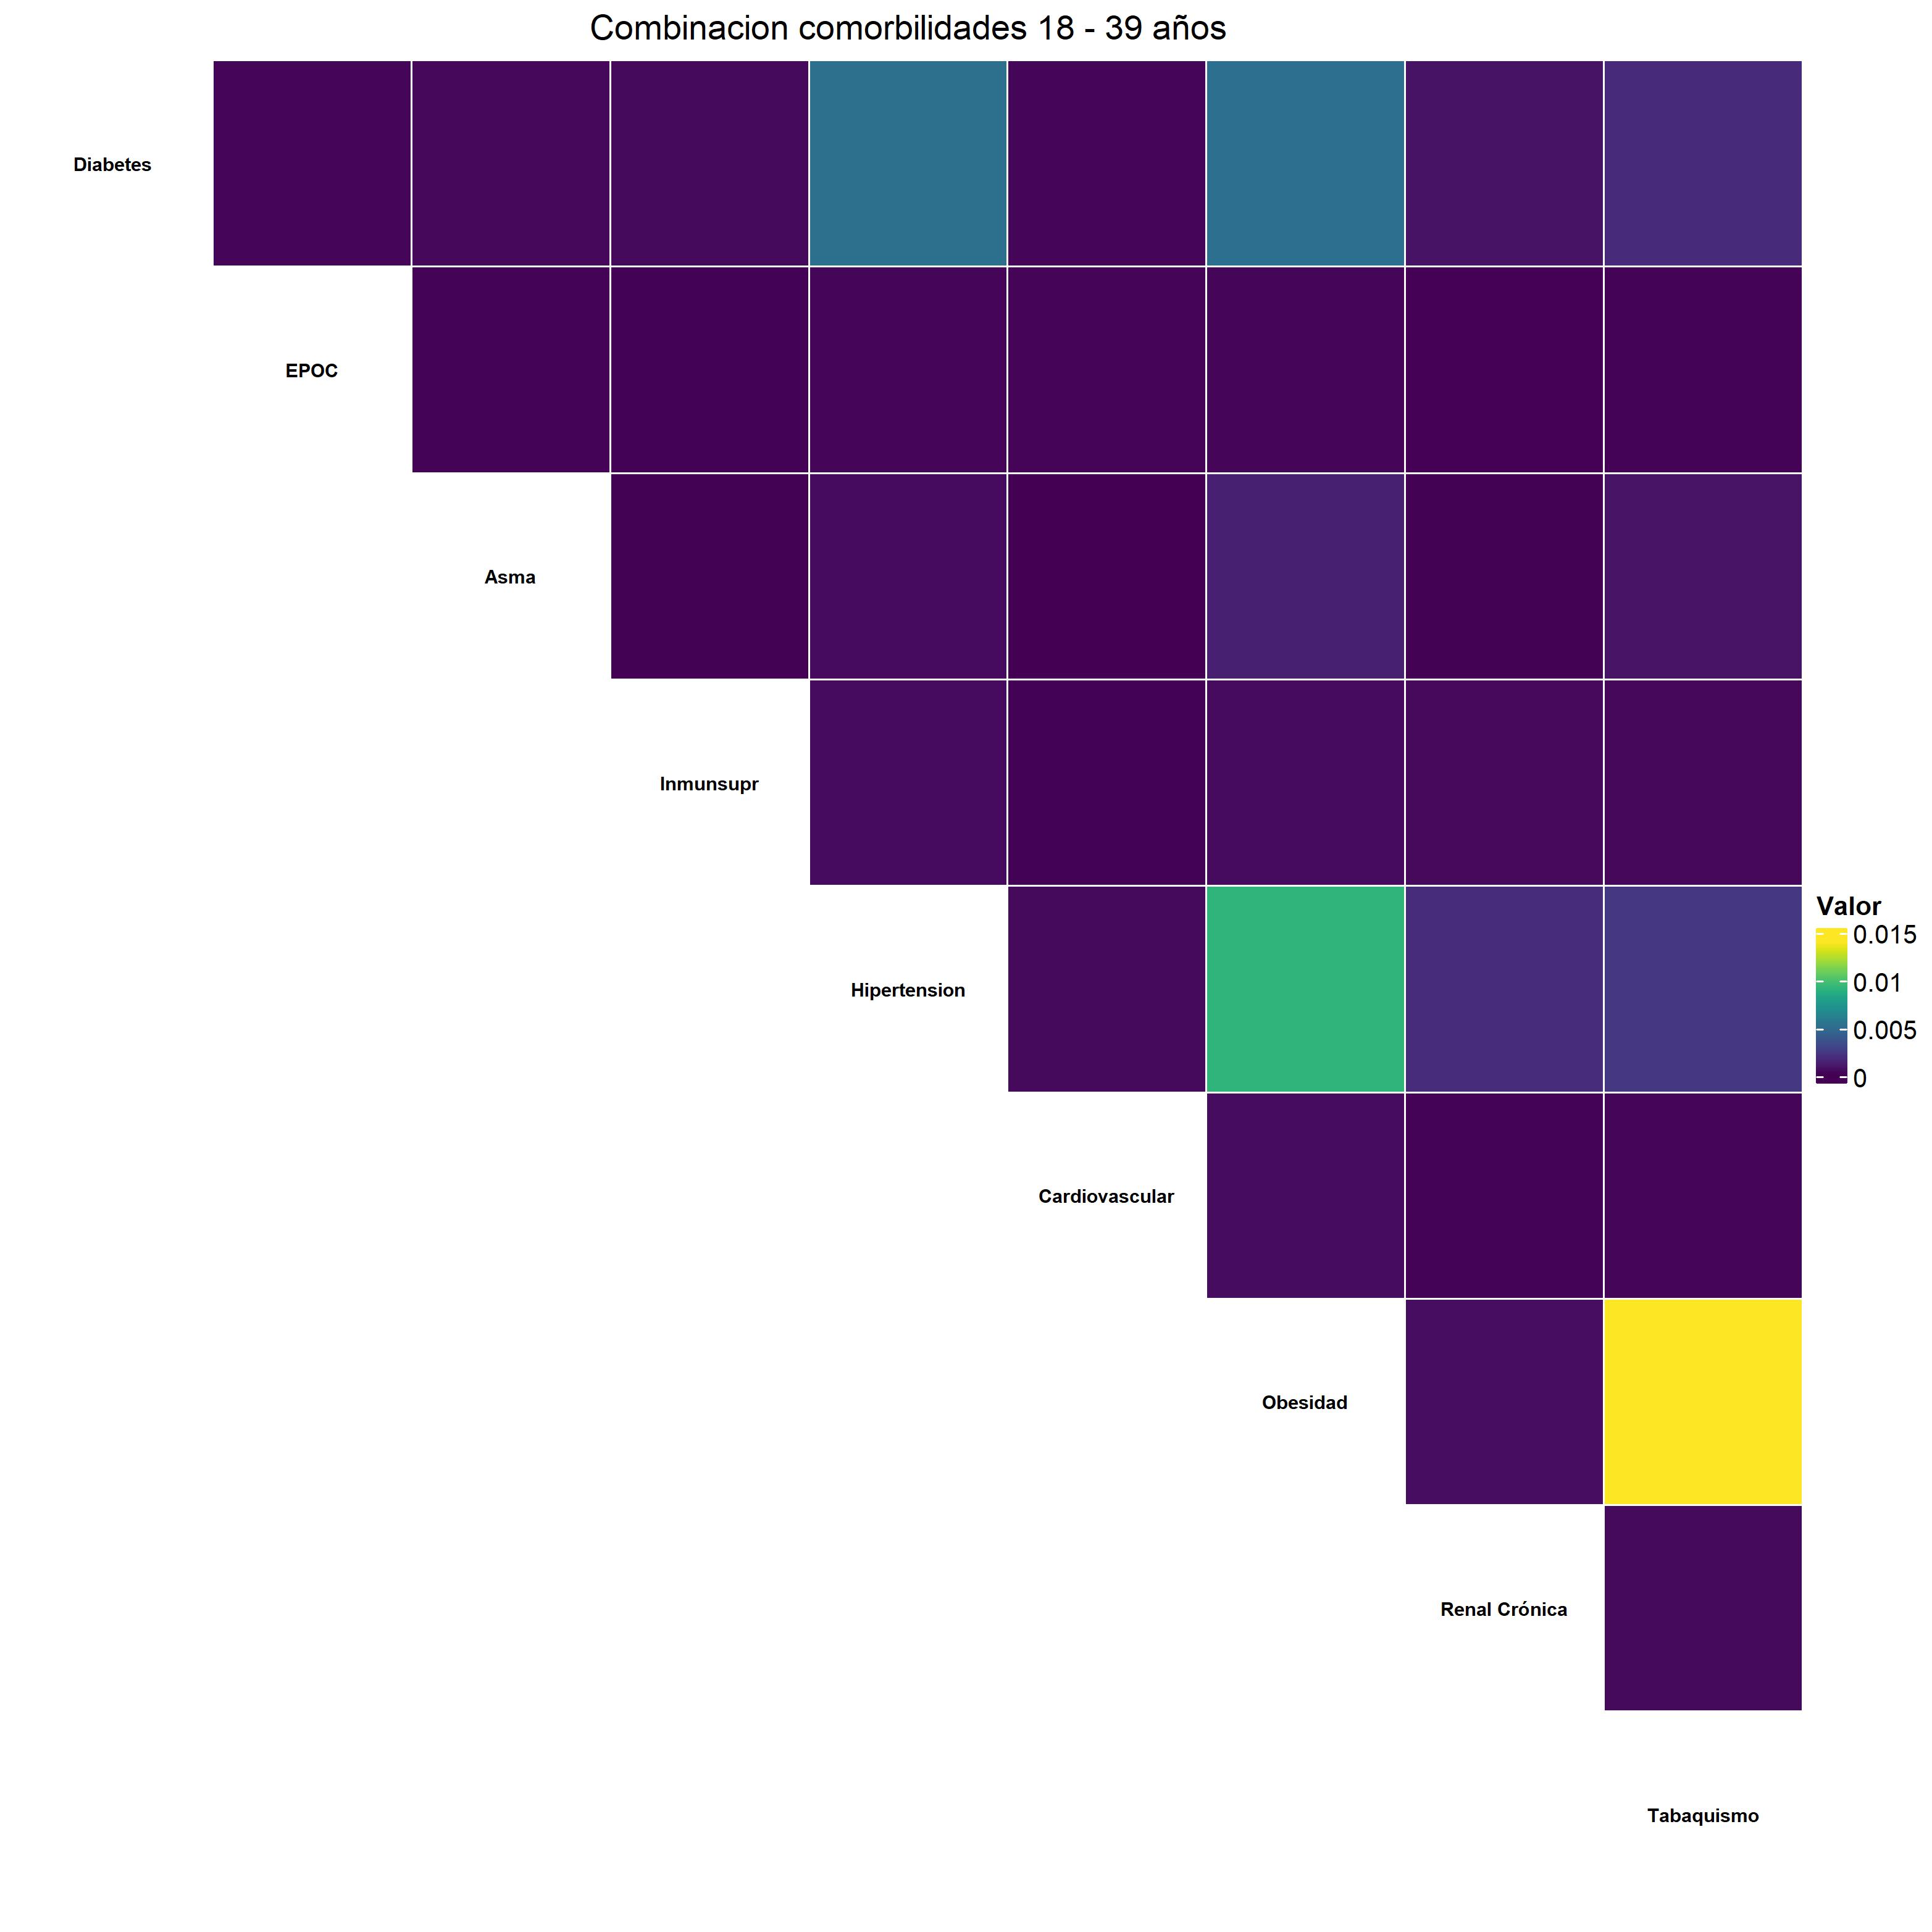 Combinacion comorbilidades 18 - 39 años
Diabetes
EPOC
Asma
Inmunsupr
Hipertension
Cardiovascular
Obesidad
Renal Crónica
Tabaquismo
Valor
0.015
0.01
0.005
0